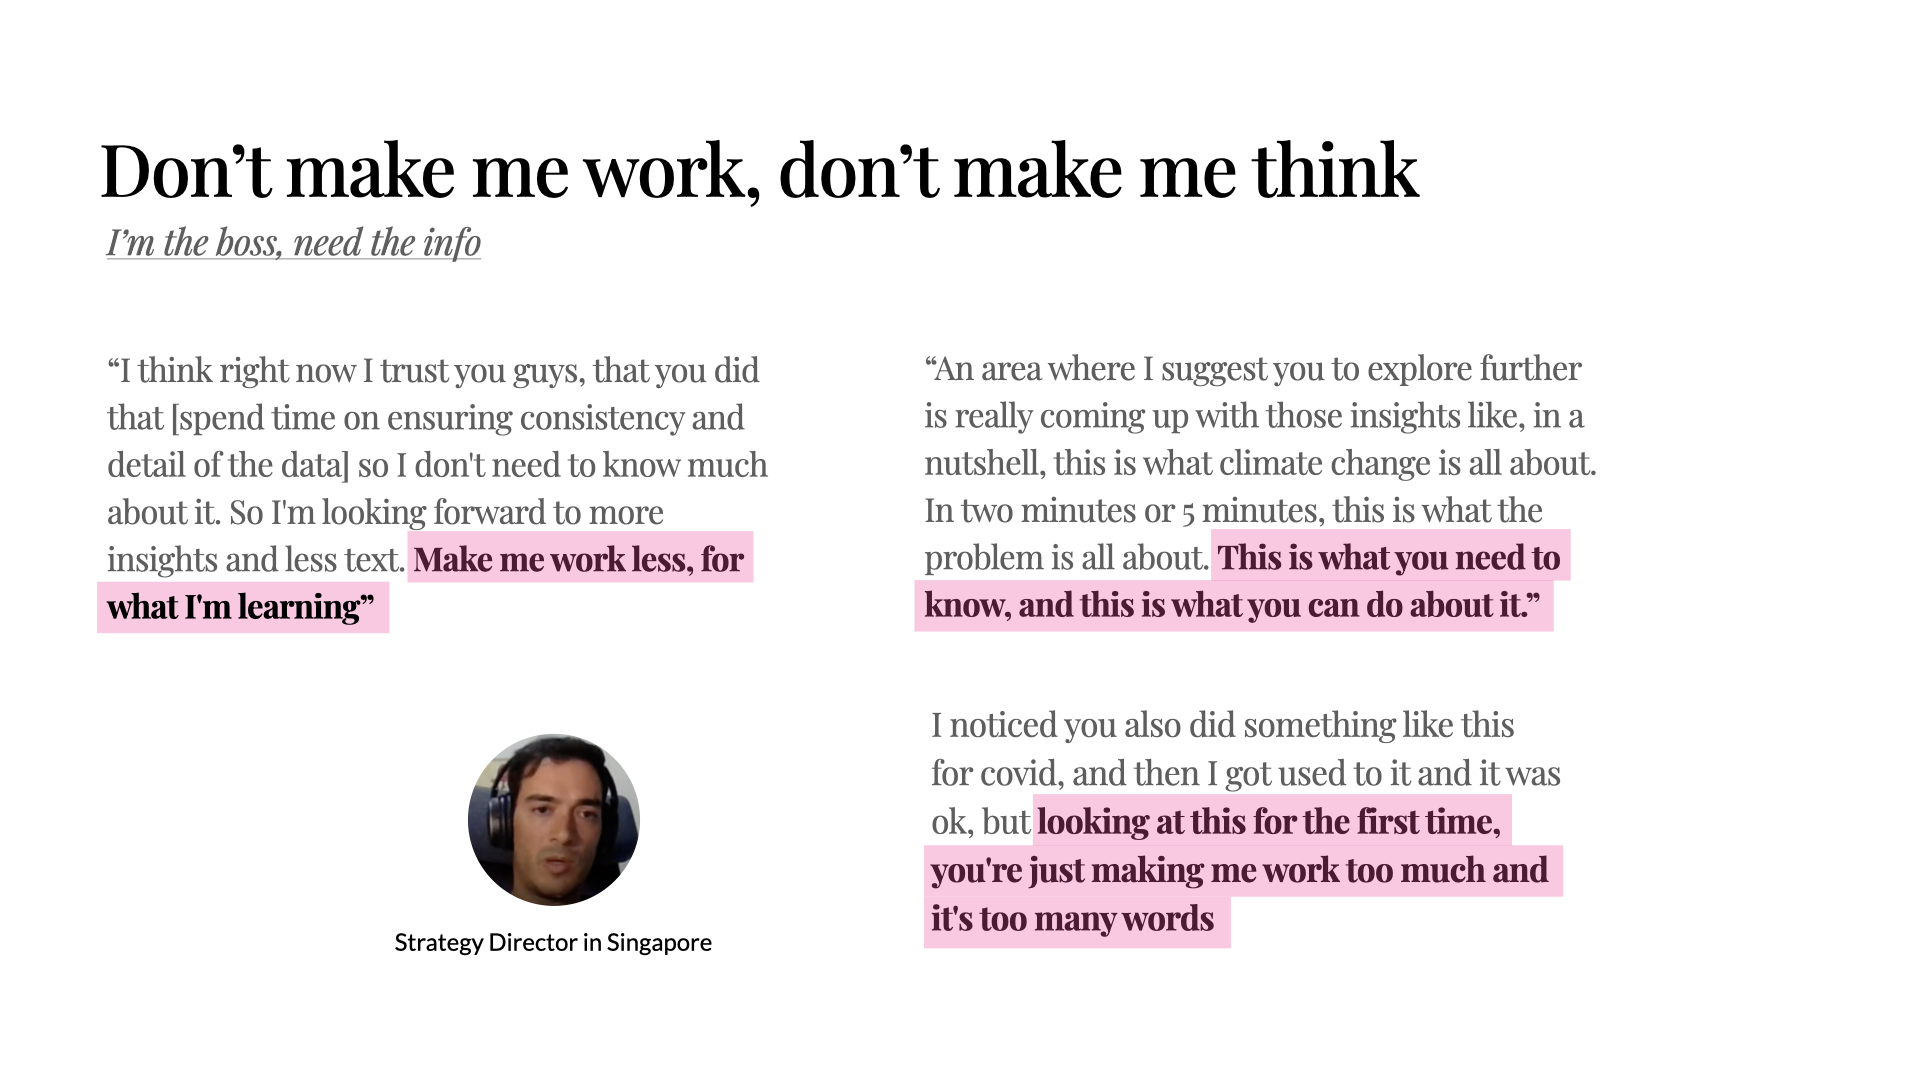 Don’t make me work, don’t make me think
I’m the boss, need the info
“I think right now I trust you guys, that you did
that [spend time on ensuring consistency and
detail of the data] so I don't need to know much
about it. So I'm looking forward to more
insights and less text. Make me work less, for
what I'm learning”
Strategy Director in Singapore
“An area where I suggest you to explore further
is really coming up with those insights like, in a
nutshell, this is what climate change is all about.
In two minutes or 5 minutes, this is what the
problem is all about. This is what you need to
know, and this is what you can do about it.”
I noticed you also did something like this
for covid, and then I got used to it and it was
ok, but looking at this for the first time,
you're just making me work too much and
it's too many words